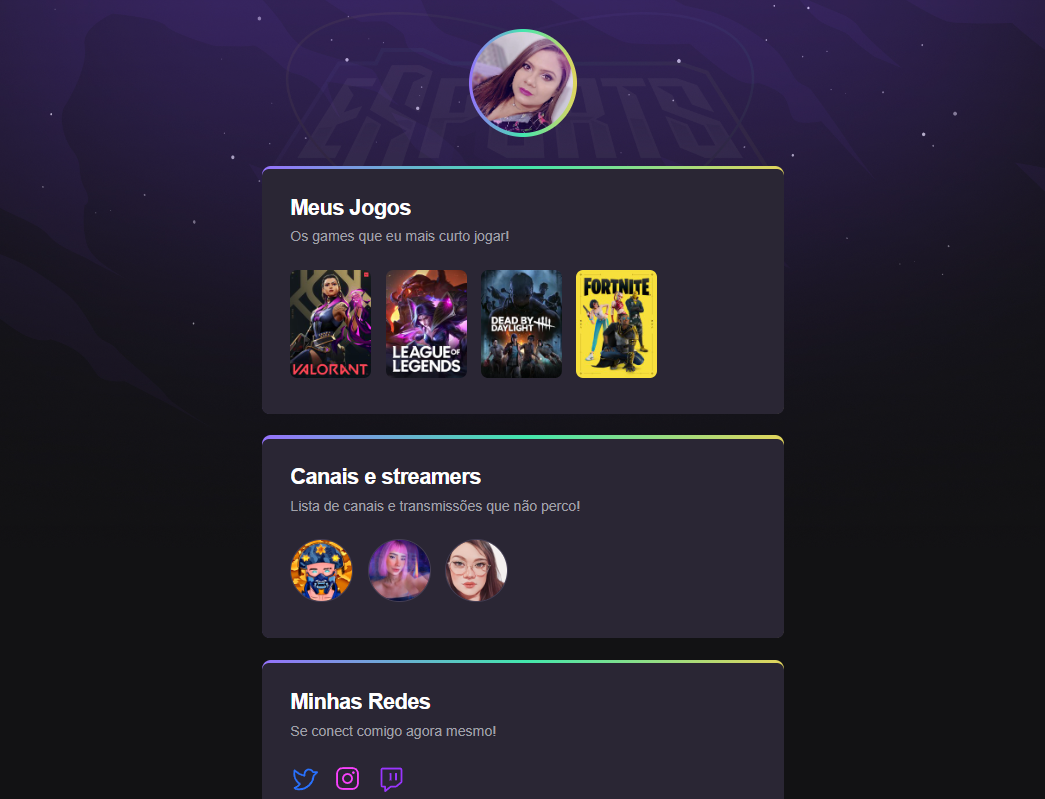 ESPORTS
Meus Jogos
Os games que eu mais curto jogar!
VALORANT
LEAGUE OF
LEGENDS
DEAD BY
DAYLIGHT
FORTNITE
Canais e streamers
Lista de canais e transmissões que não perco!
Minhas Redes
Se conect comigo agora mesmo!